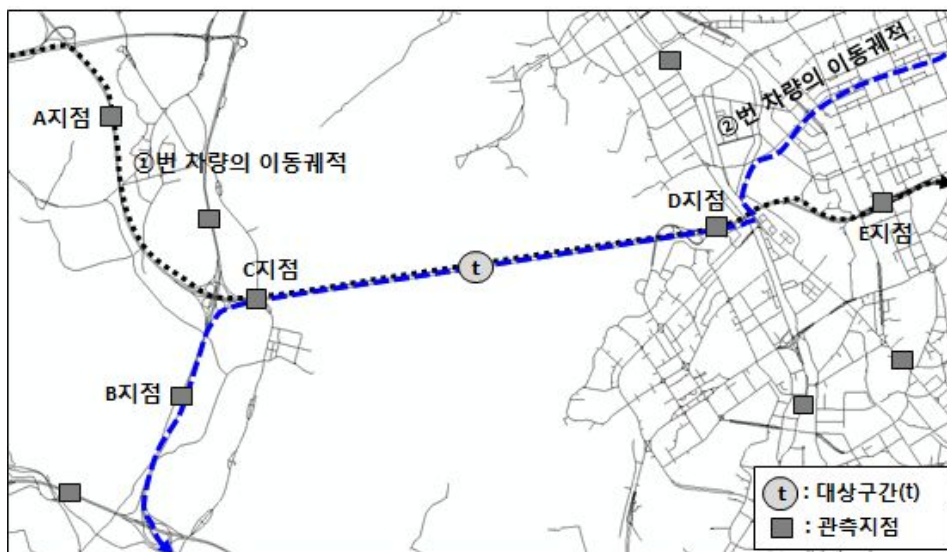 A지점
①번 차량의 이동궤적
②번 차량의 이동궤적
C지점
D지점
E지점
t
B지점
t : 대상구간(t)
: 관측지점